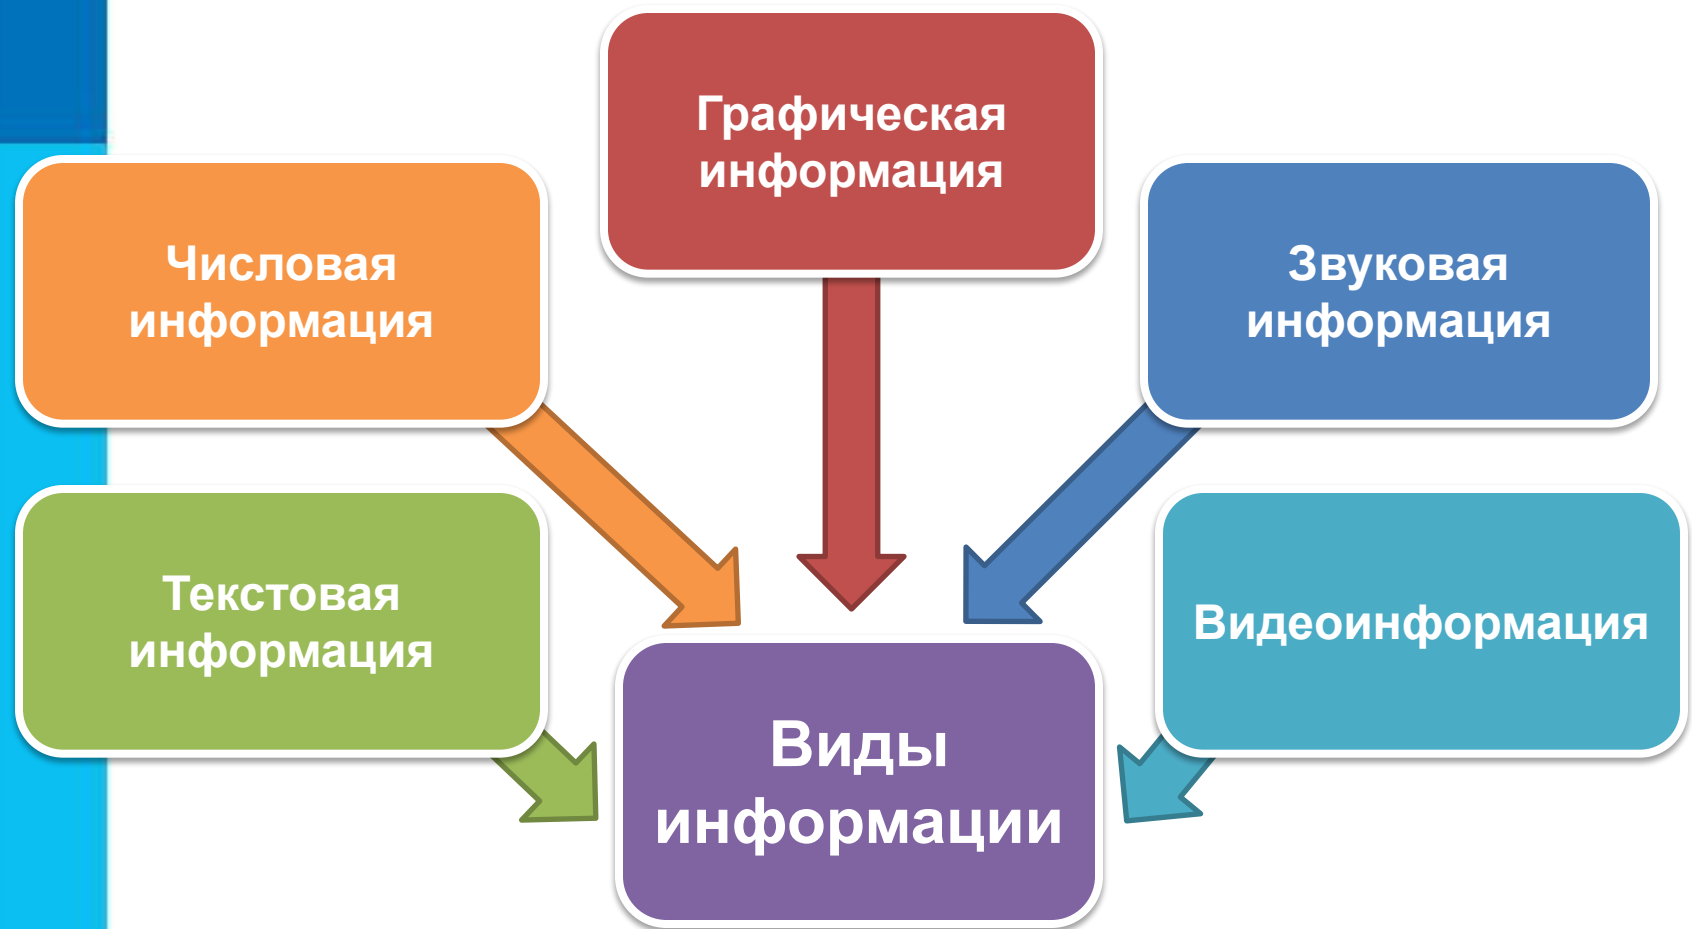 Графическая
информация
Числовая
информация
Звуковая
информация
Текстовая
информация
Видеоинформация
Виды
информации